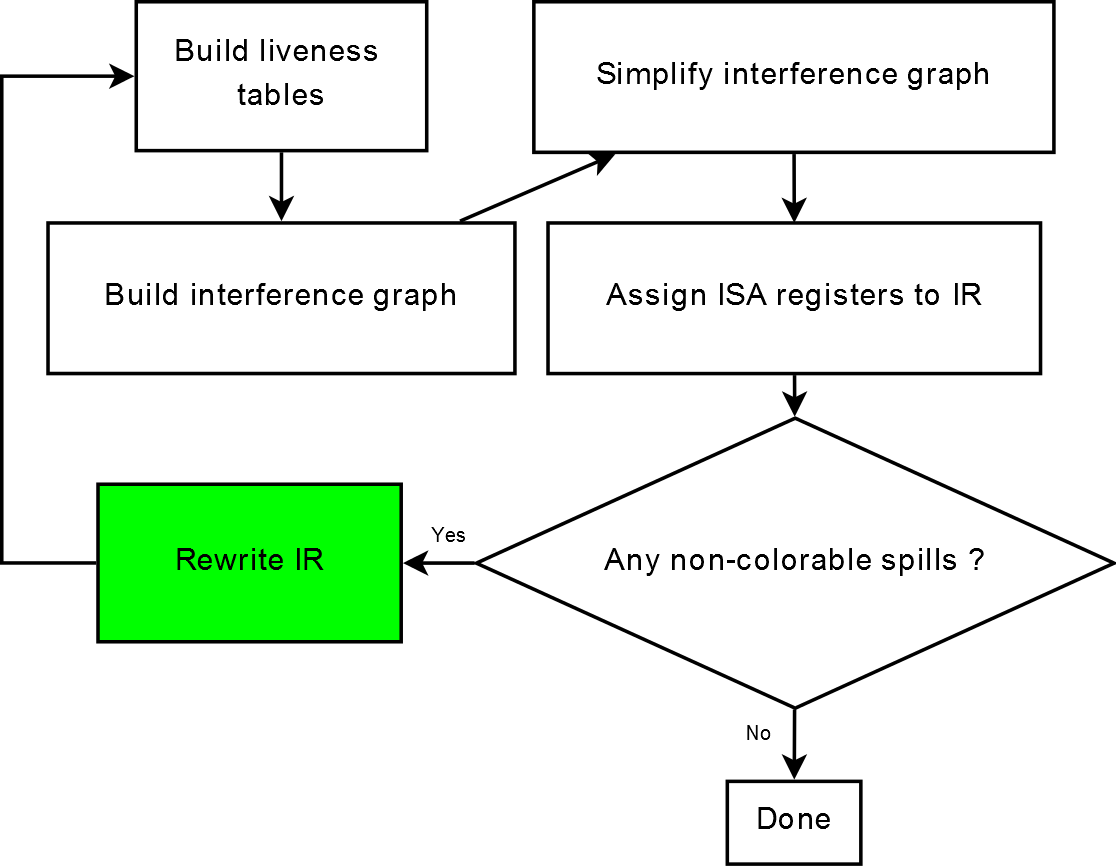 Build liveness
tables
Simplify interference graph
Build interference graph
Assign ISA registers to IR
Yes
Rewrite IR
Any non-colorable spills ?
No
Done